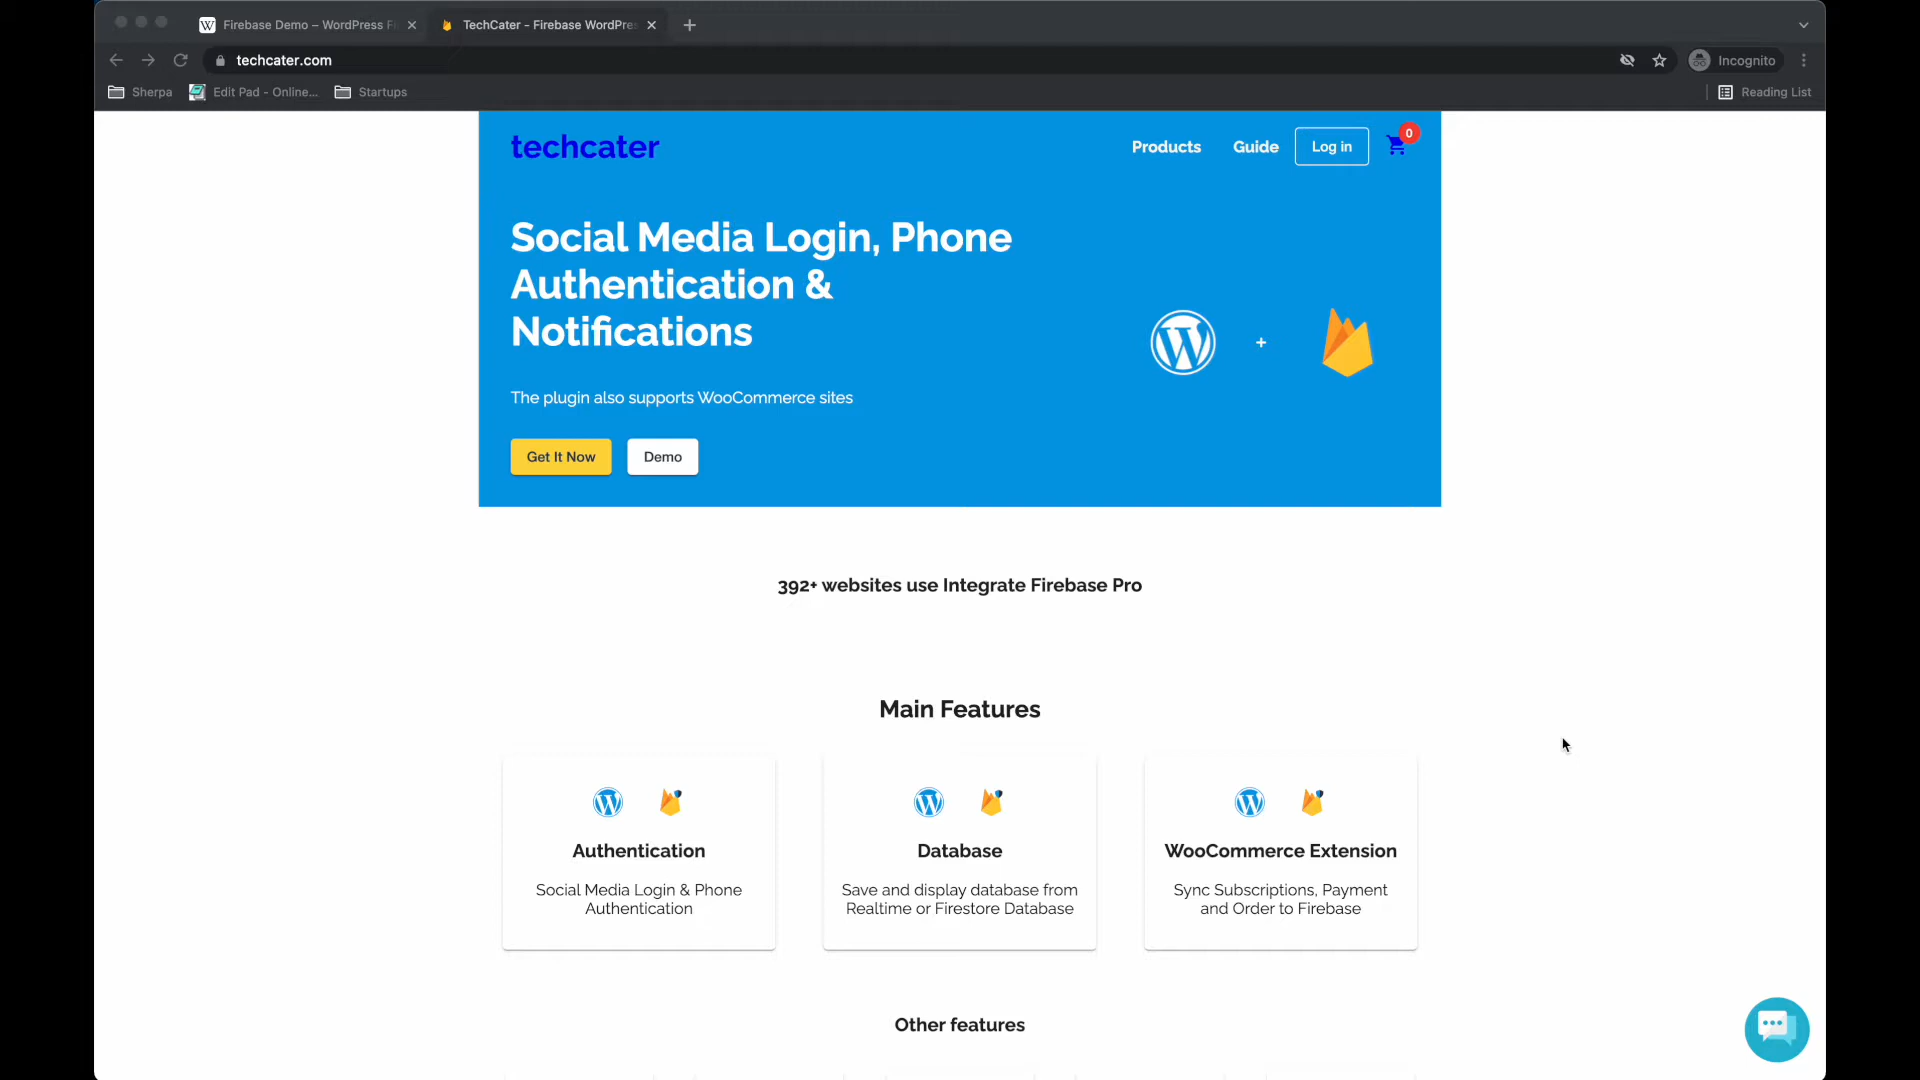 Firebase Demo – WordPress F
TechCater - Firebase WordPre
techcater.com
Incognito
Sherpa
Edit Pad - Online...
Startups
Reading List
techcater
Products
Guide
Log in
0
Social Media Login, Phone
Authentication &
Notifications
+
The plugin also supports WooCommerce sites
Get It Now
Demo
392+ websites use Integrate Firebase Pro
Main Features
Authentication
Social Media Login & Phone
Authentication
Database
Save and display database from
Realtime or Firestore Database
WooCommerce Extension
Sync Subscriptions, Payment
and Order to Firebase
Other features